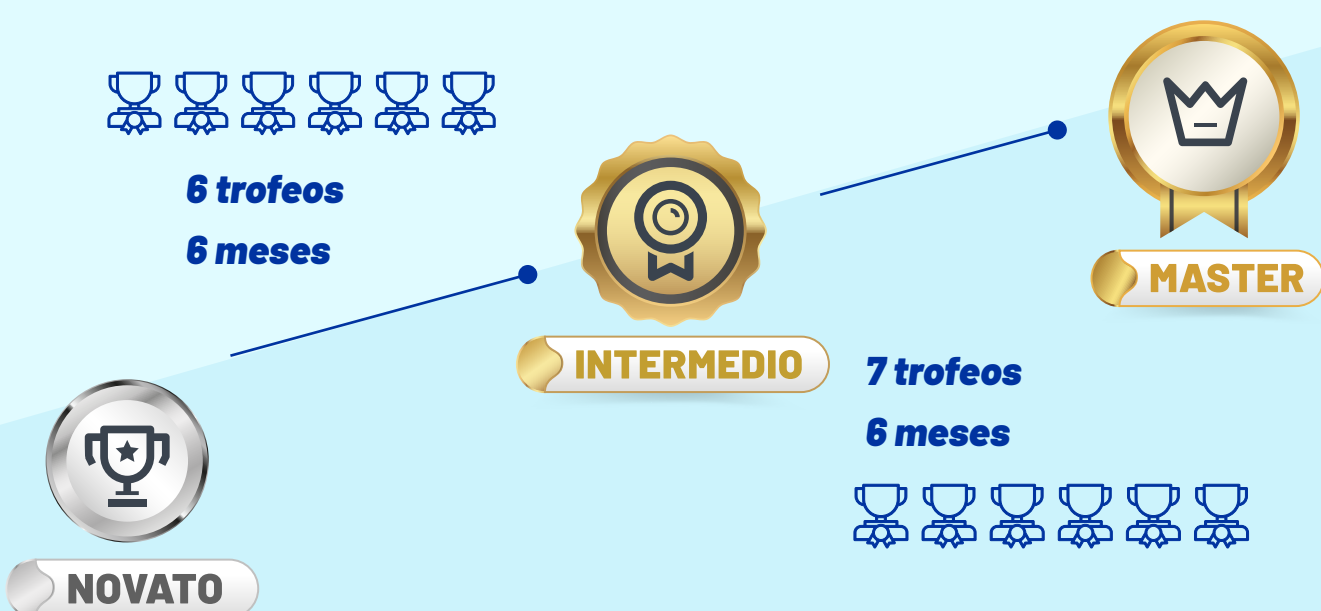 6 trofeos
6 meses
NOVATO
INTERMEDIO
MASTER
7 trofeos
6 meses